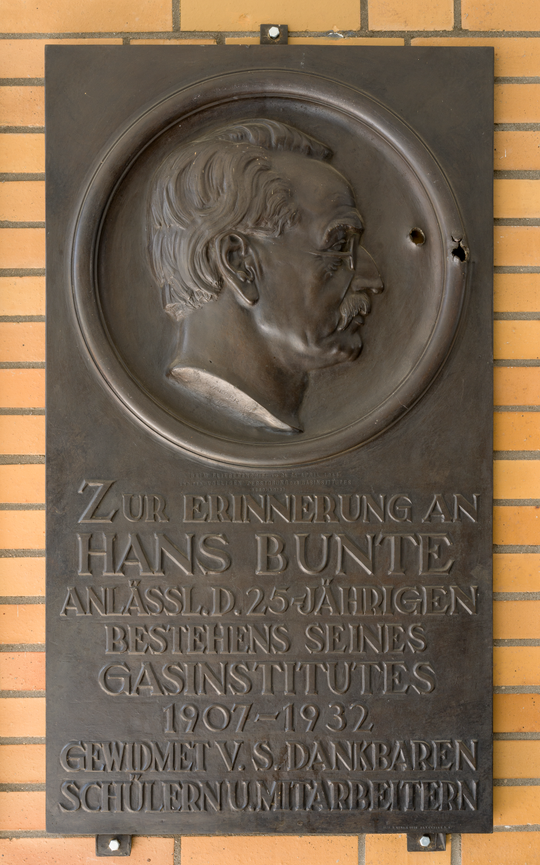 ZUR ERINNERUNG AN
HANS BUNTE
ANLÄSSL.D. 25-JÄHRIGEN
BESTEHENS SEINES
GASINSTITUTES
1907–1932
GEWIDMET V. S. DANKBAREN
SCHÜLERN U. MITARBEITERN